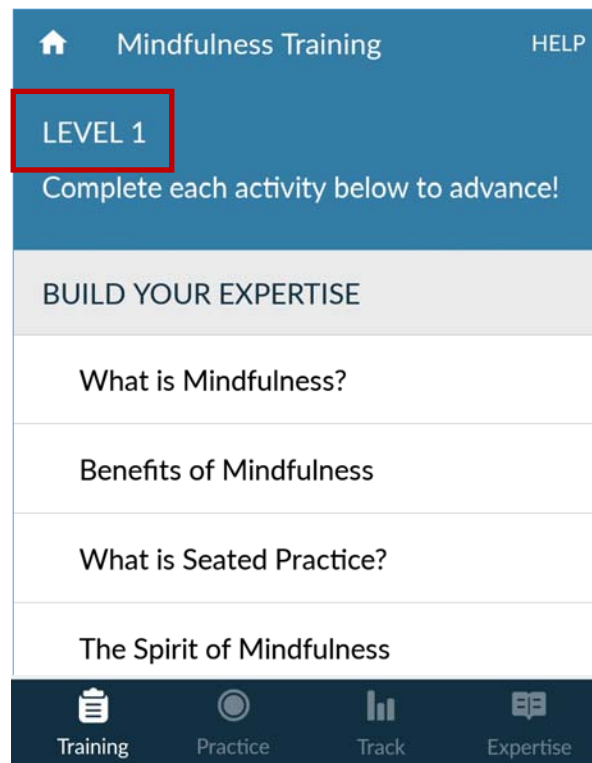 Mindfulness Training HELP
LEVEL 1
Complete each activity below to advance!
BUILD YOUR EXPERTISE
What is Mindfulness?
Benefits of Mindfulness
What is Seated Practice?
The Spirit of Mindfulness
Training Practice Track Expertise